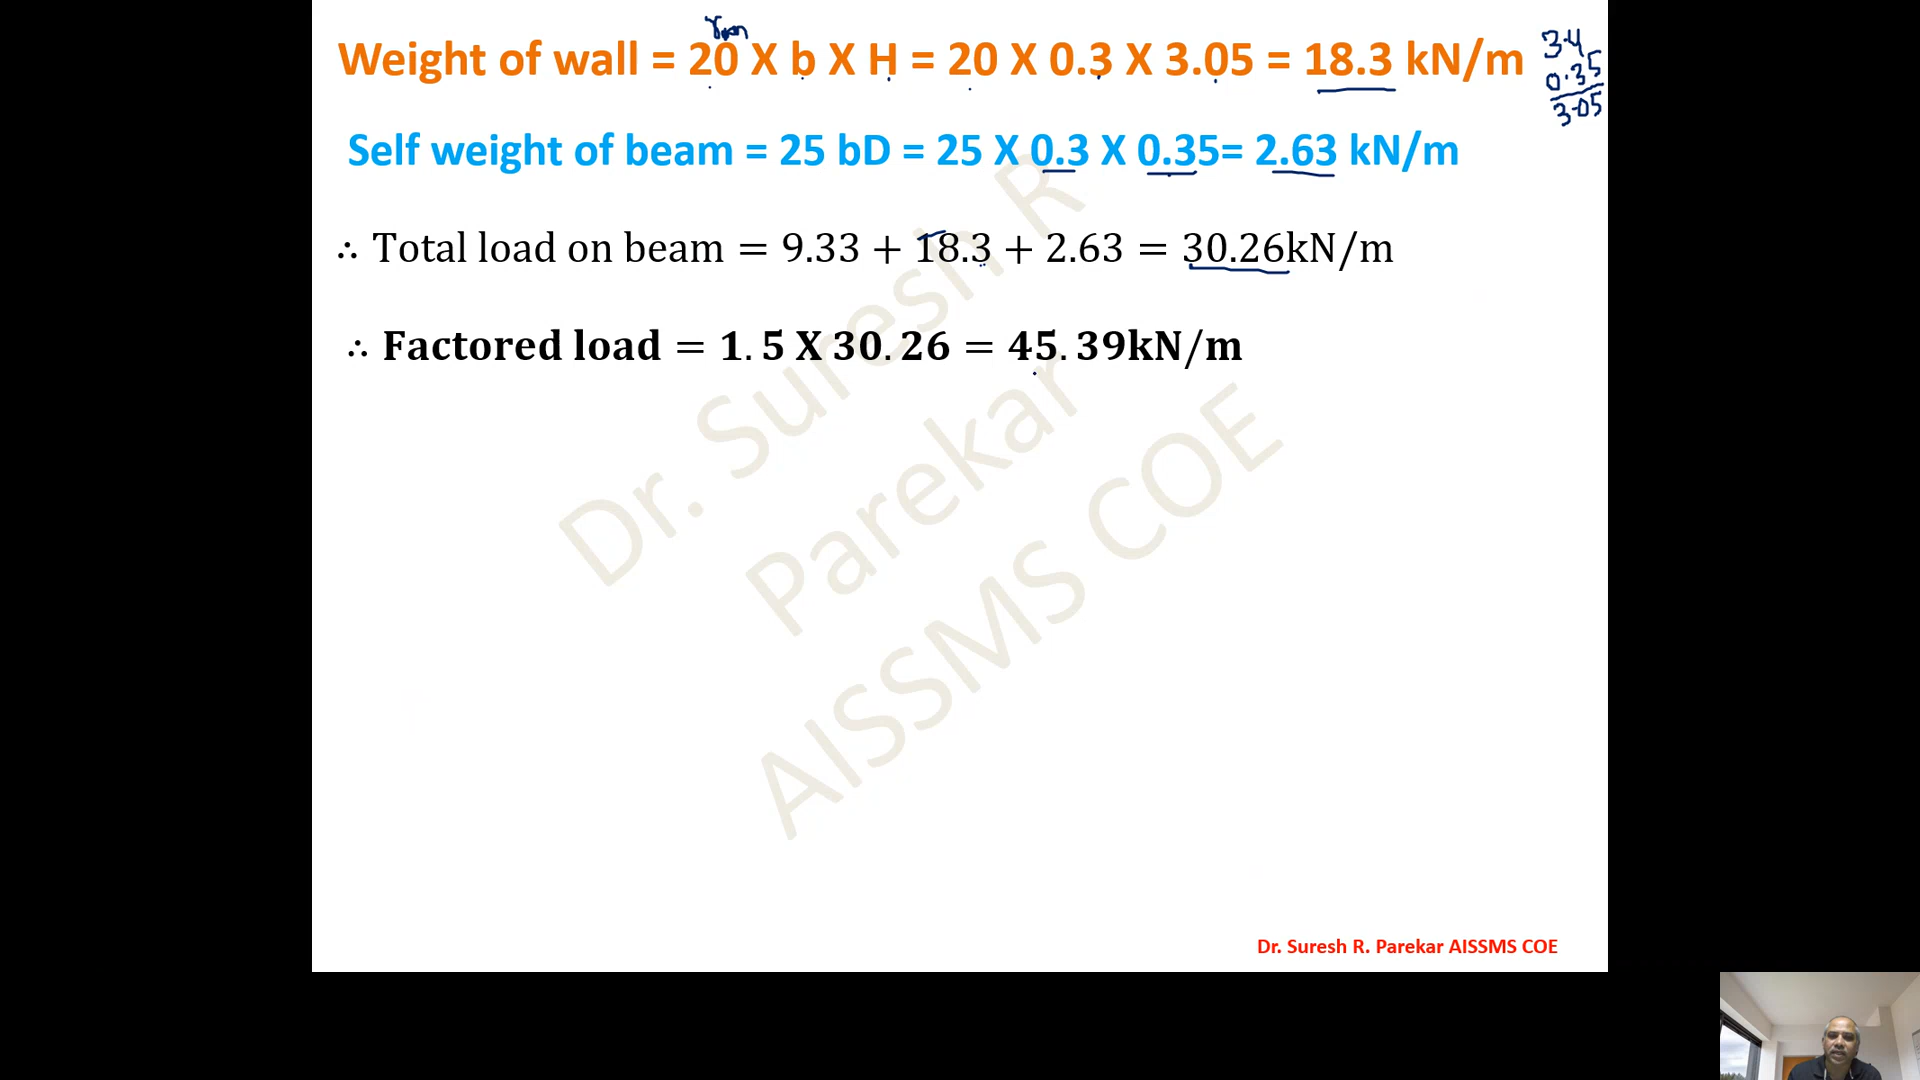 Weight of wall = 20 X b X H = 20 X 0.3 X 3.05 = 18.3 kN/m
3.4
0.35
3.05
Self weight of beam = 25 bD = 25 X 0.3 X 0.35= 2.63 kN/m
∴ Total load on beam = 9.33 + 18.3 + 2.63 = 30.26kN/m
∴ Factored load = 1.5 X 30.26 = 45.39kN/m
Dr. Suresh R
Parekar
AISSMS COE
Dr. Suresh R. Parekar AISSMS COE